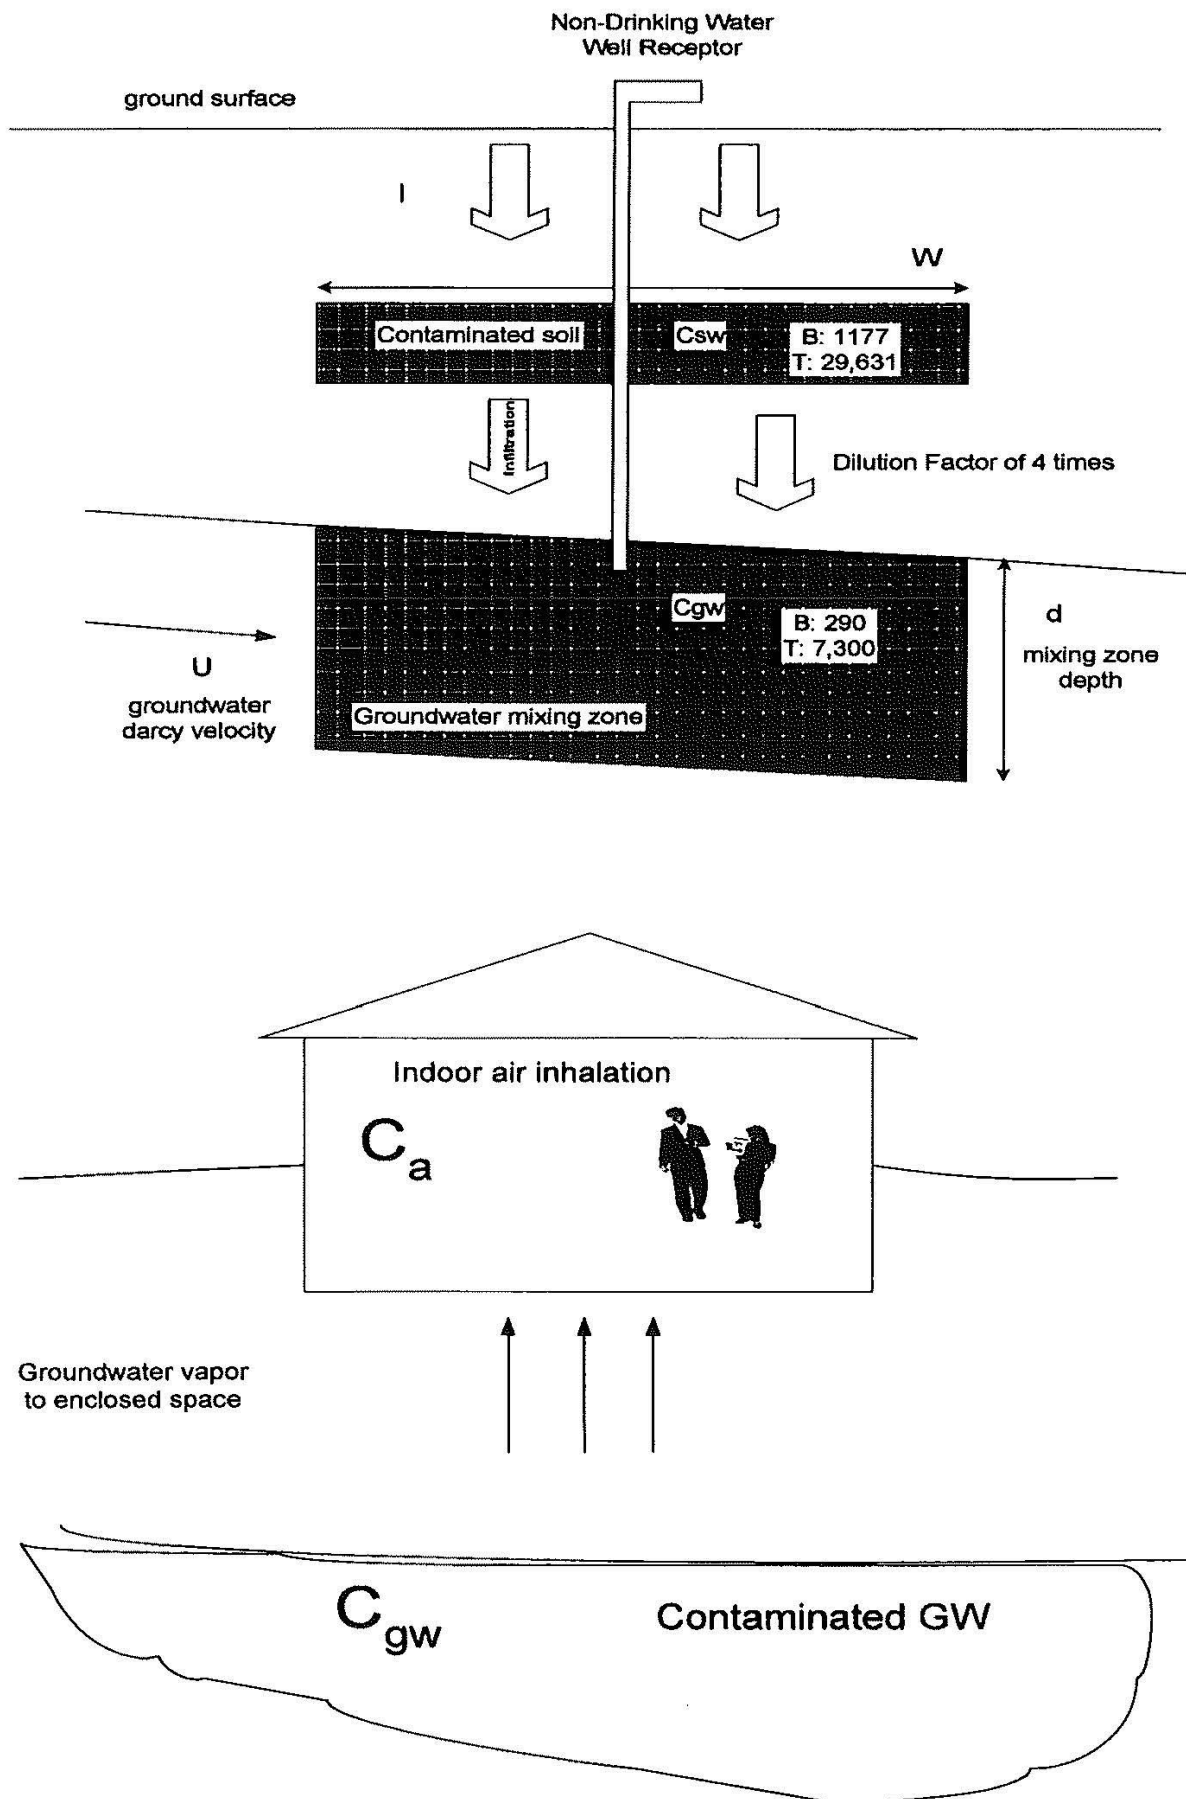 Non-Drinking Water
Well Receptor
ground surface
I
W
Contaminated soil
Csw
B: 1177
T: 29,631
Infiltration
Dilution Factor of 4 times
Cgw
B: 290
T: 7,300
d
mixing zone
depth
U
groundwater
darcy velocity
Groundwater mixing zone
Indoor air inhalation
Ca
Groundwater vapor
to enclosed space
Cgw
Contaminated GW